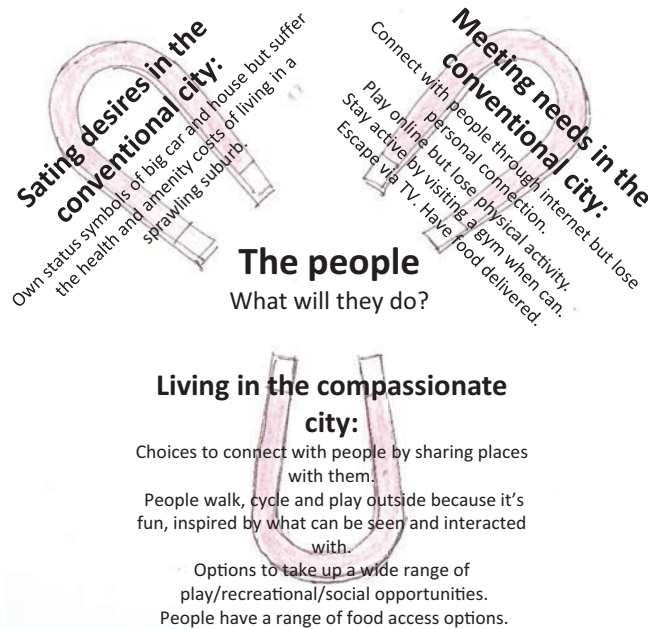 Sating desires in the
conventional city:
Own status symbols of big car and house but suffer
the health and amenity costs of living in a
sprawling suburb.
Meeting needs in the
conventional city:
Connect with people through internet but lose
personal connection.
Play online but lose physical activity.
Stay active by visiting a gym when can.
Escape via TV. Have food delivered.
The people
What will they do?
Living in the compassionate
city:
Choices to connect with people by sharing places
with them.
People walk, cycle and play outside because it’s
fun, inspired by what can be seen and interacted
with.
Options to take up a wide range of
play/recreational/social opportunities.
People have a range of food access options.